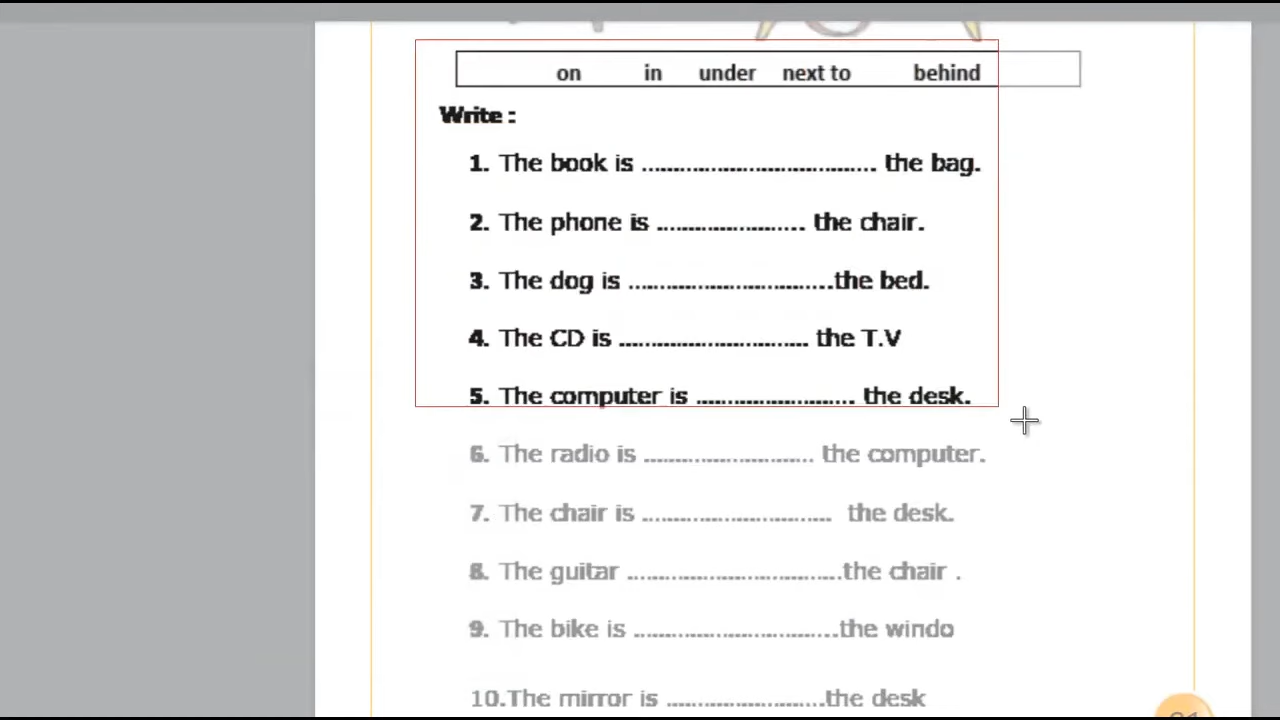 on in under next to behind
Write :
1. The book is ........................................ the bag.
2. The phone is ........................ the chair.
3. The dog is ..................................the bed.
4. The CD is ............................... the T.V
5. The computer is .......................... the desk.
6. The radio is ............................ the computer.
7. The chair is ............................... the desk.
8. The guitar ....................................the chair .
9. The bike is ..................................the windo
10.The mirror is ..........................the desk